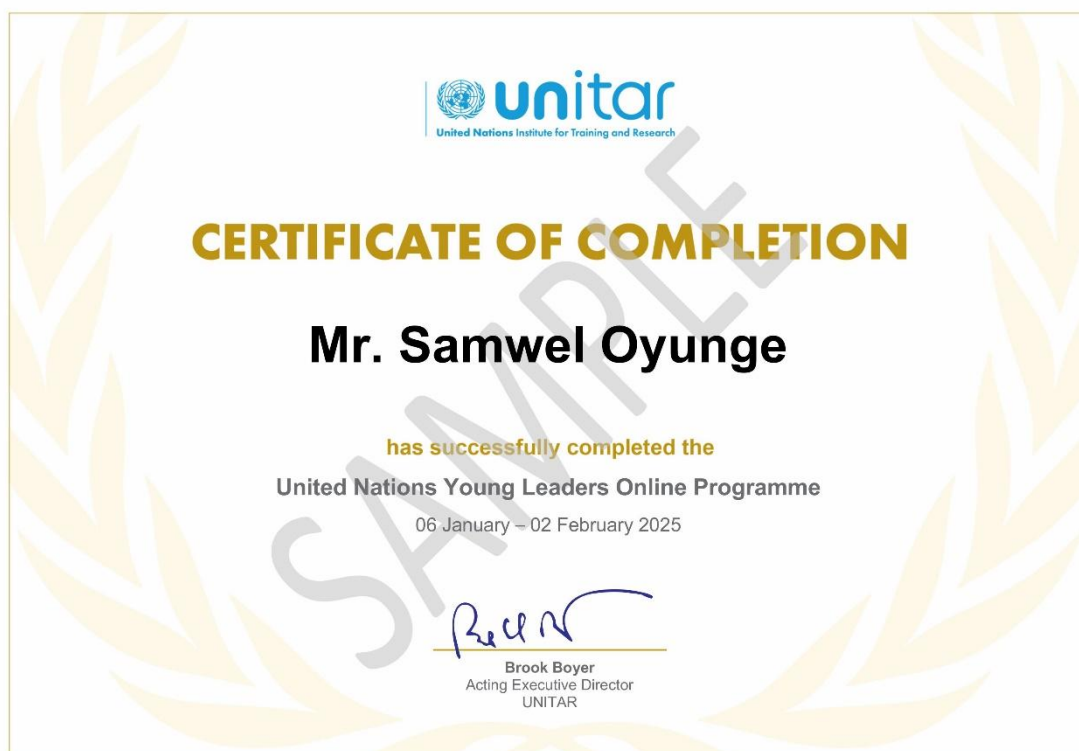 unitar
United Nations Institute for Training and Research
CERTIFICATE OF COMPLETION
Mr. Samwel Oyunge
has successfully completed the
United Nations Young Leaders Online Programme
06 January – 02 February 2025
SAMPLE
Brook Boyer
Acting Executive Director
UNITAR